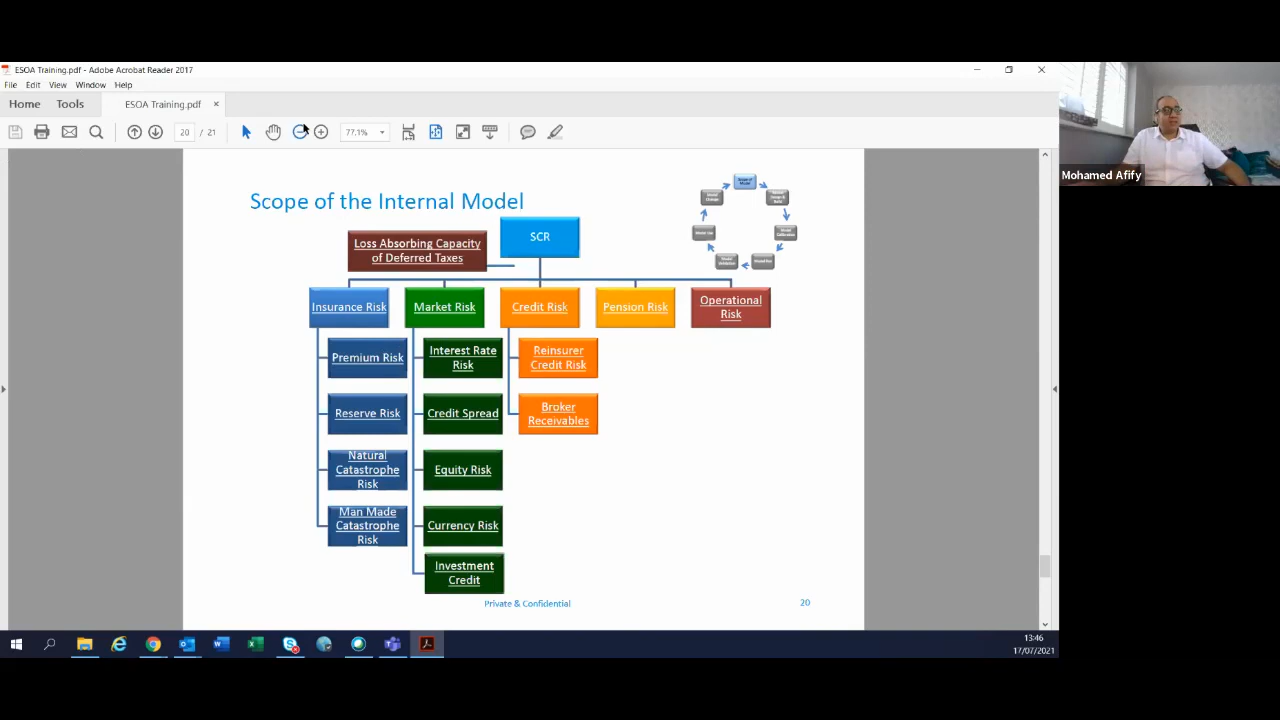 ESOA Training.pdf - Adobe Acrobat Reader 2017
File Edit View Window Help
Home Tools ESOA Training.pdf ×
20 / 21 77.1%
Mohamed Afify
Scope of the Internal Model
Scope of
Model
SCR
Loss Absorbing Capacity
of Deferred Taxes
Insurance Risk
Market Risk
Credit Risk
Pension Risk
Operational
Risk
Premium Risk
Interest Rate
Risk
Reinsurer
Credit Risk
Reserve Risk
Credit Spread
Broker
Receivables
Natural
Catastrophe
Risk
Equity Risk
Man Made
Catastrophe
Risk
Currency Risk
Investment
Credit
Private & Confidential
20
13:46
17/07/2021